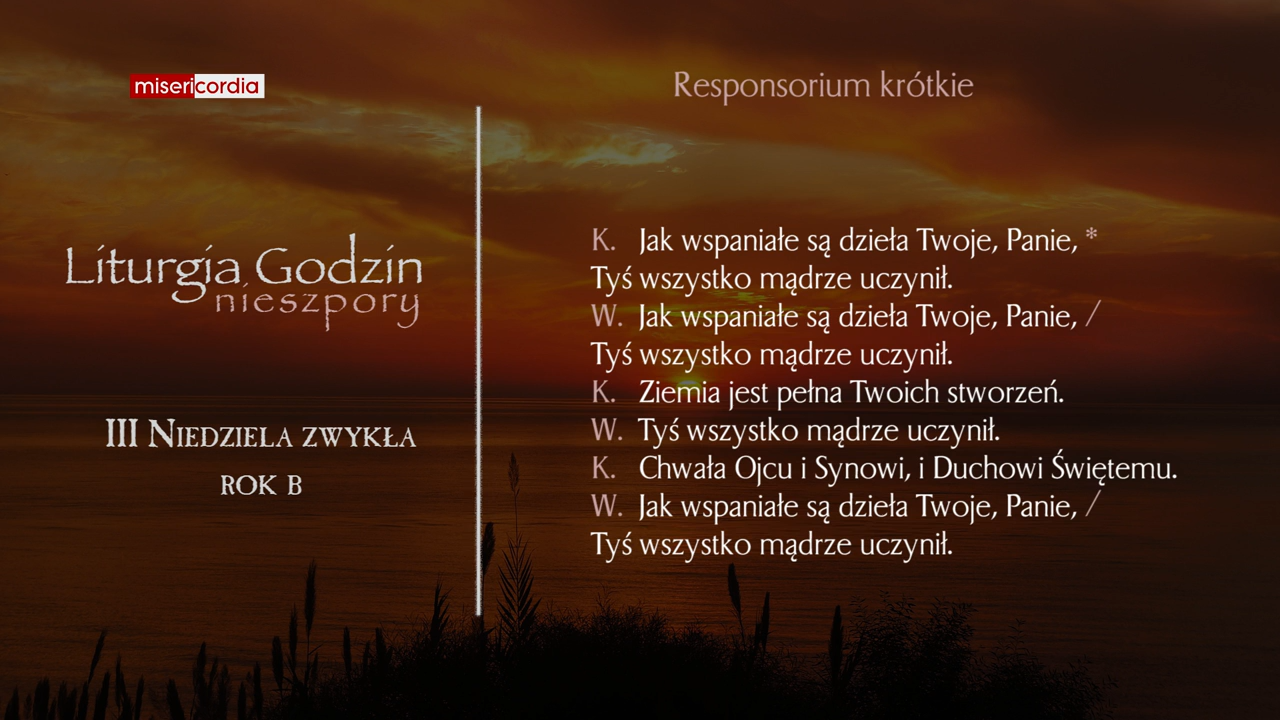 misericordia
Liturgia Godzin
nieszpory
III Niedziela zwykła
rok B
Responsorium krótkie
K. Jak wspaniałe są dzieła Twoje, Panie, *
Tyś wszystko mądrze uczynił.
W. Jak wspaniałe są dzieła Twoje, Panie, /
Tyś wszystko mądrze uczynił.
K. Ziemia jest pełna Twoich stworzeń.
W. Tyś wszystko mądrze uczynił.
K. Chwała Ojcu i Synowi, i Duchowi Świętemu.
W. Jak wspaniałe są dzieła Twoje, Panie, /
Tyś wszystko mądrze uczynił.